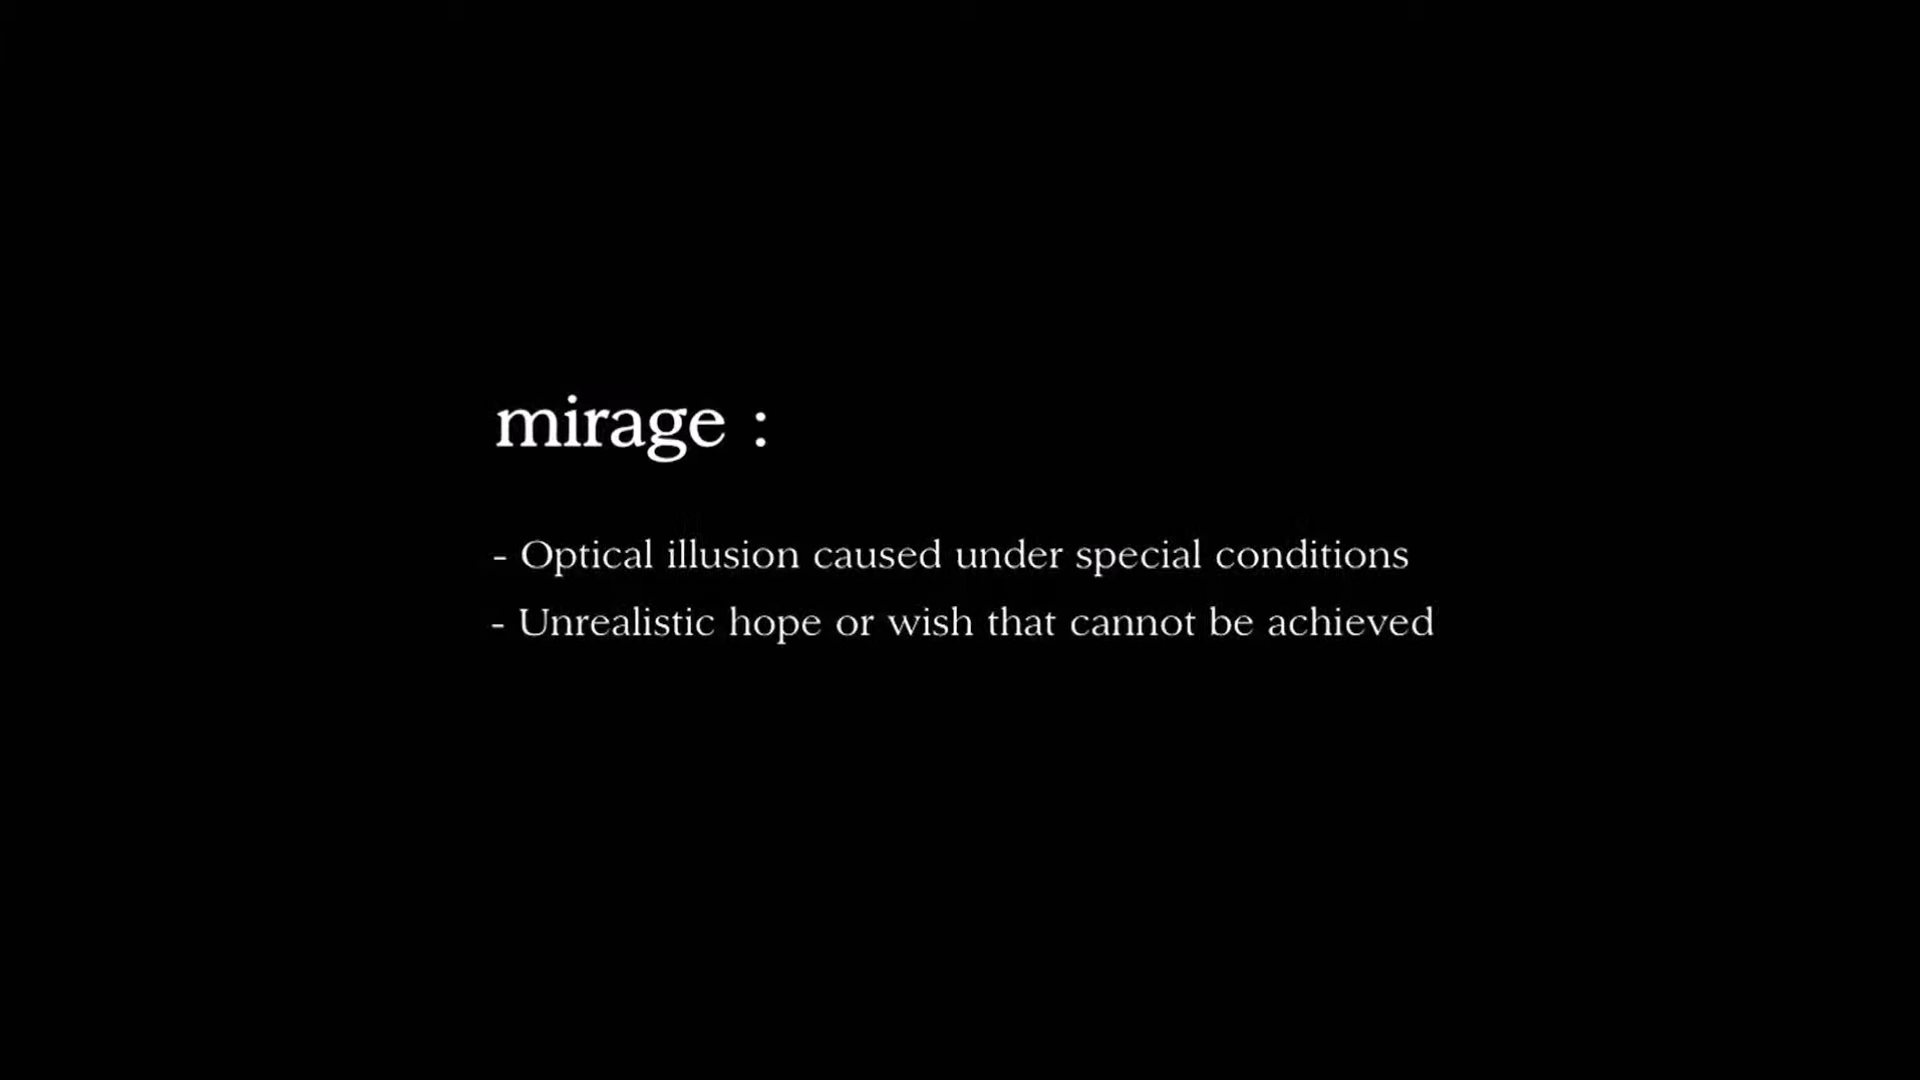 mirage :
- Optical illusion caused under special conditions
- Unrealistic hope or wish that cannot be achieved